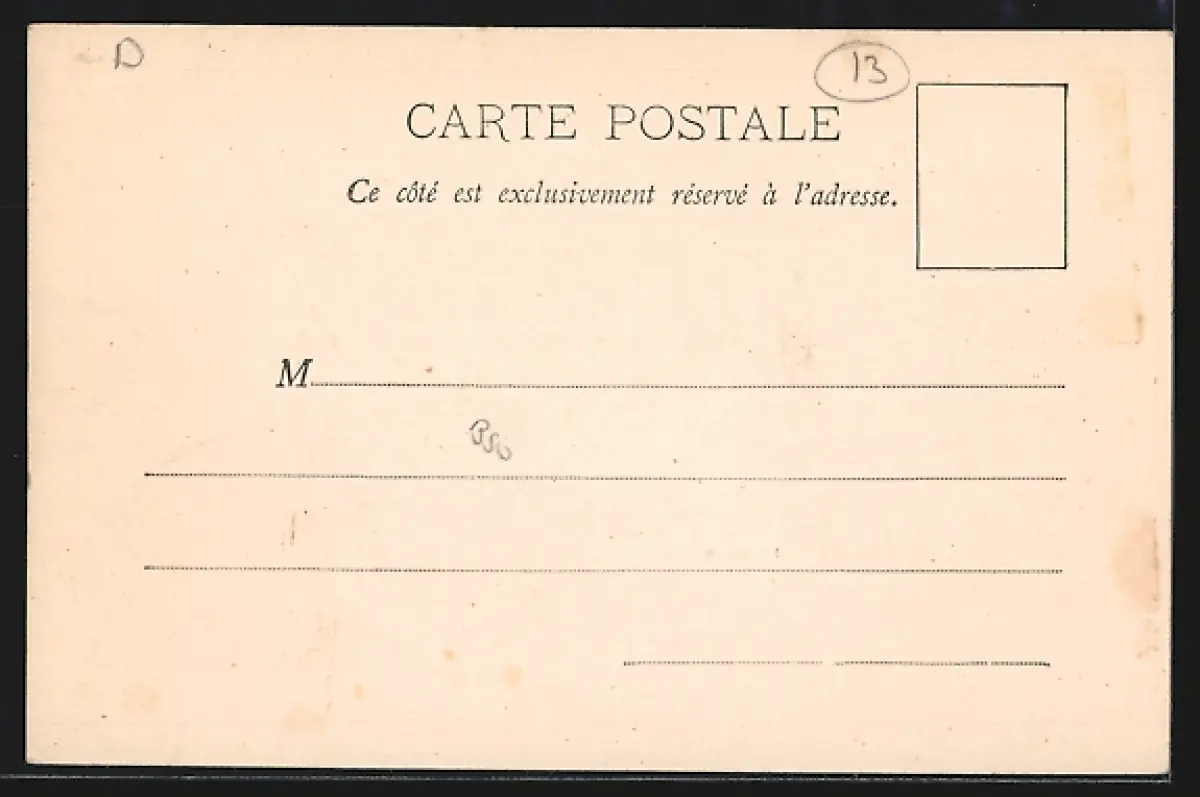 D
13
CARTE POSTALE
Ce côté est exclusivement réservé à l'adresse.
M